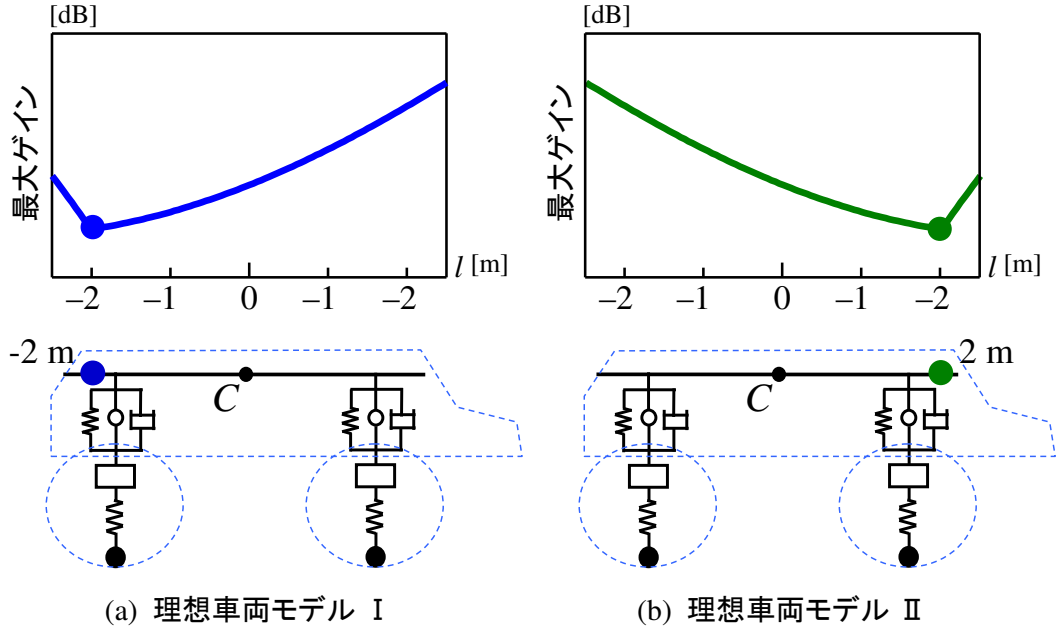 [dB]
最大ゲイン
−2 −1 0 −1 −2
l [m]
-2 m
C
(a) 理想車両モデル Ⅰ
[dB]
最大ゲイン
−2 −1 0 −1 −2
l [m]
2 m
C
(b) 理想車両モデル Ⅱ